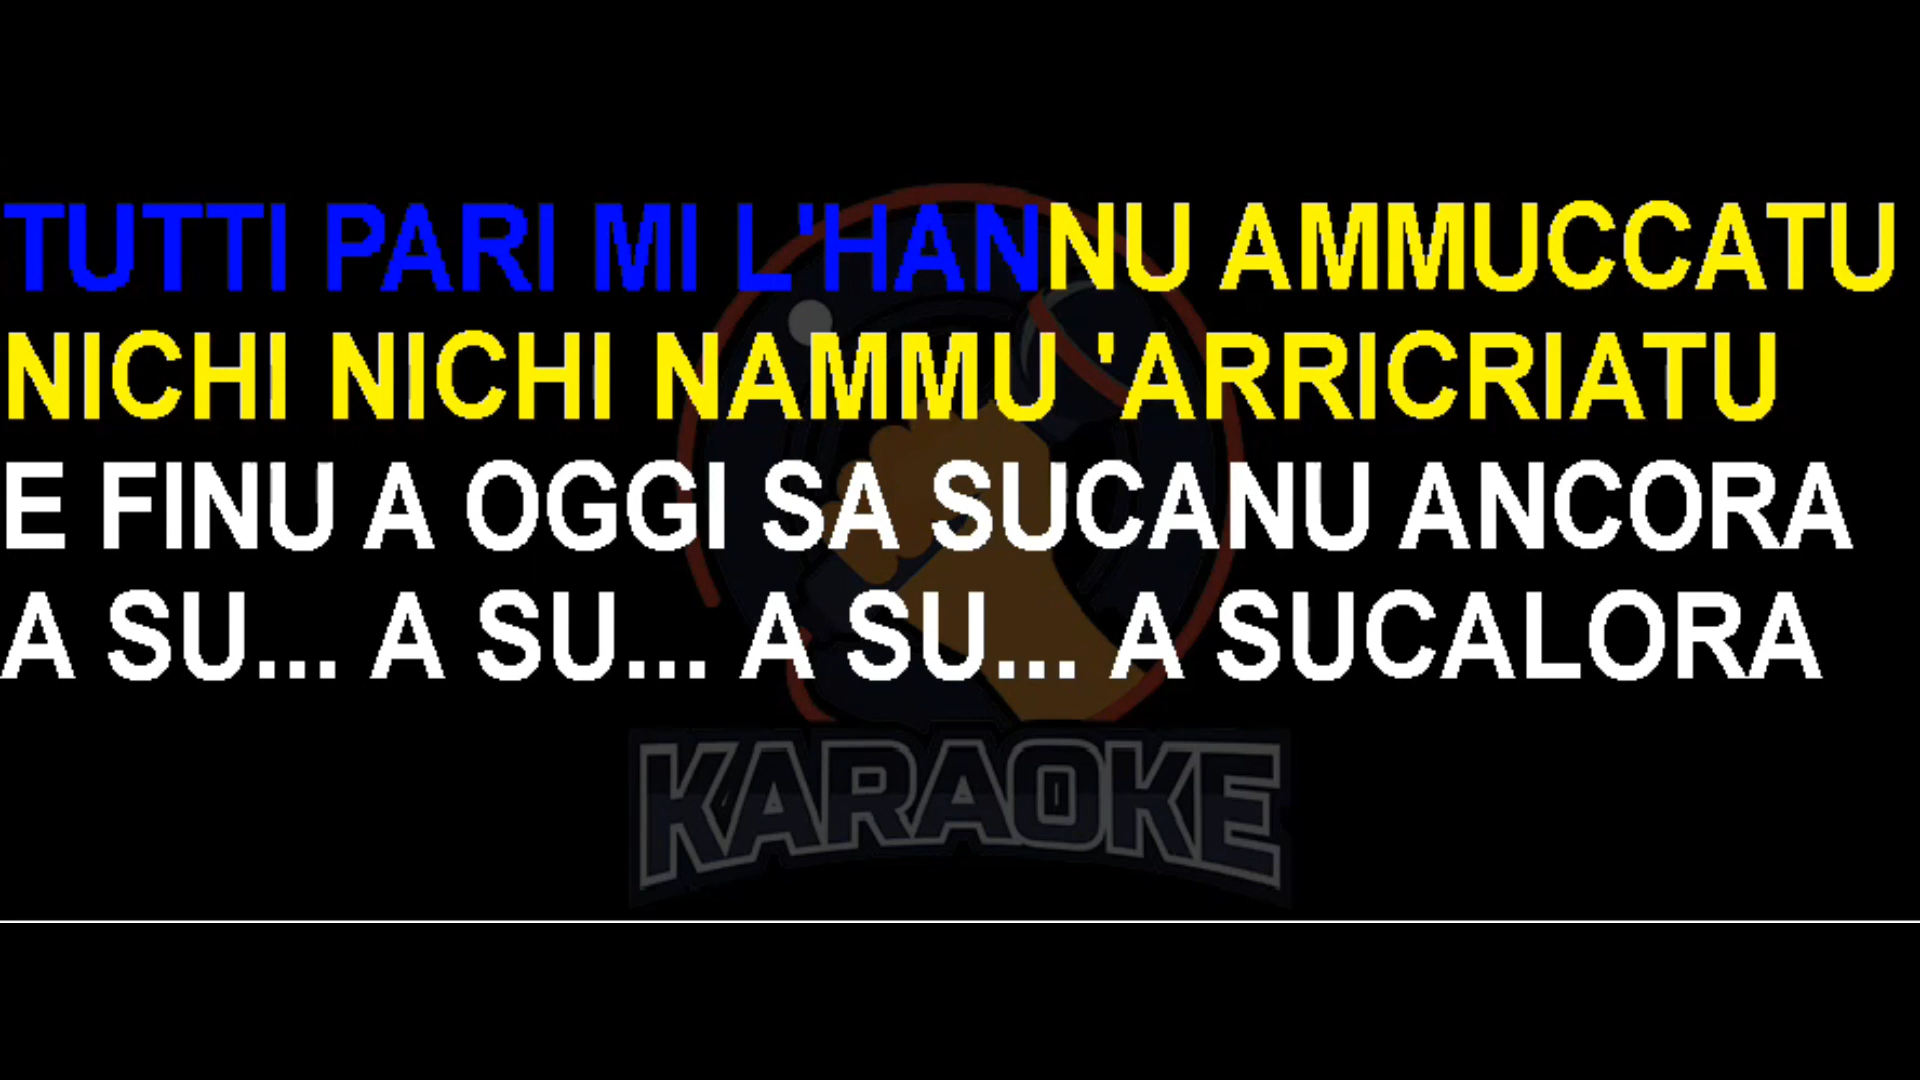 TUTTI PARI MI L'HANNU AMMUCCATU
NICHI NICHI NAMMU 'ARRICRIATU
E FINU A OGGI SA SUCANU ANCORA
A SU... A SU... A SU... A SUCALORA
KARAOKE